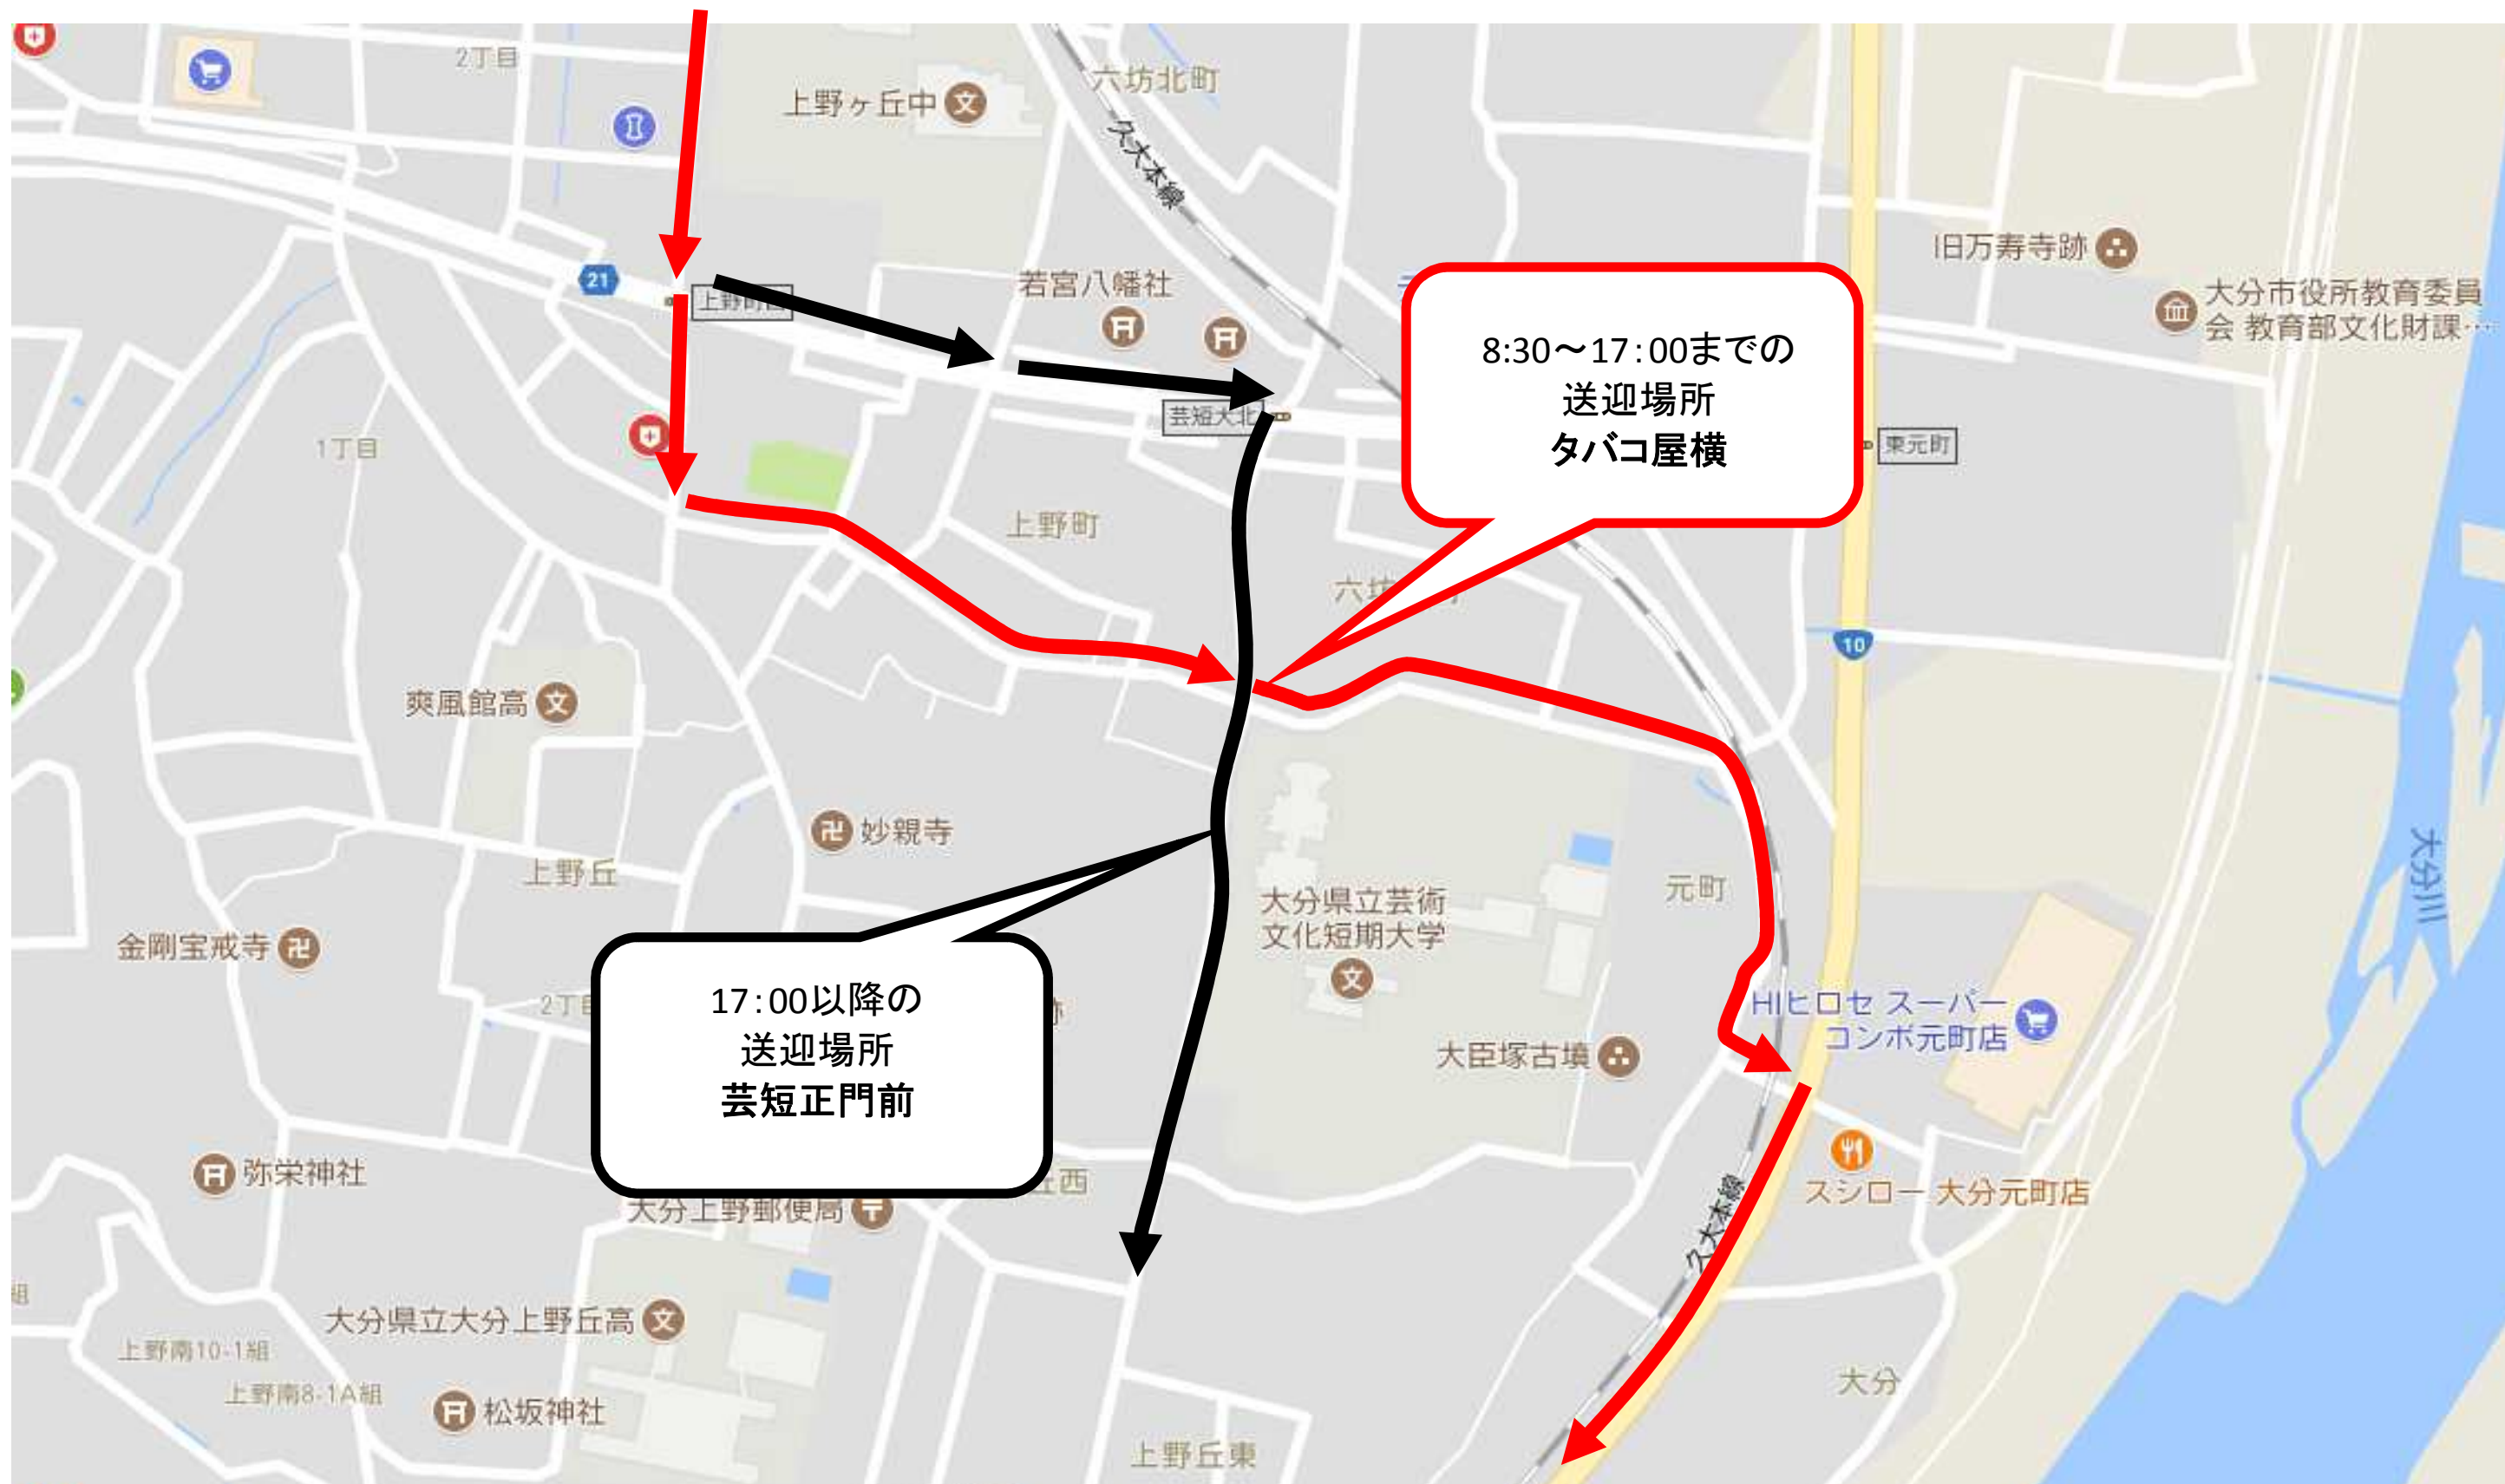 2丁目
上野ヶ丘中
六坊北町
久大本線
旧万寿寺跡
大分市役所教育委員
会 教育部文化財課…
21
若宮八幡社
8:30～17:00までの
送迎場所
タバコ屋横
芸短大北
東元町
1丁目
上野町
10
爽風館高
妙親寺
上野丘
大分県立芸術
文化短期大学
元町
大分川
金剛宝戒寺
17:00以降の
送迎場所
芸短正門前
HIヒロセ スーパー
コンボ元町店
大臣塚古墳
弥栄神社
スシロー 大分元町店
大分上野郵便局
久大本線
大分県立大分上野丘高
上野南10-1組
上野南8-1A組
松坂神社
大分
上野丘東